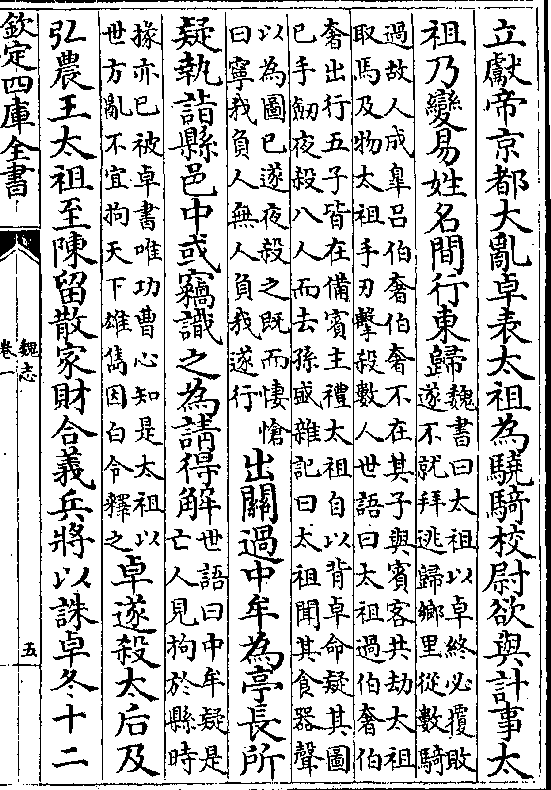 立獻帝京都大亂卓表太祖為驍騎校尉欲與計事太
祖乃變易姓名間行東歸
魏書曰太祖以卓終必覆敗
遂不就拜逃歸鄉里從數騎
過故人成臯呂伯奢伯奢不在其子與賓客共劫太祖
取馬及物太祖手刃擊殺數人世語曰太祖過伯奢伯
奢出行五子皆在備賓主禮太祖自以背卓命疑其圖
已手劒夜殺八人而去孫盛雜記曰太祖聞其食器聲
以為圖已遂夜殺之既而悽愴
曰寧我負人無人負我遂行
出關過中牟為亭長所
疑執詣縣邑中或竊識之為請得解
世語曰中牟疑是
亡人見拘於縣時
掾亦已被卓書唯功曹心知是太祖以
世方亂不宜拘天下雄儁因白令釋之
卓遂殺太后及
弘農王太祖至陳留散家財合義兵將以誅卓冬十二
欽定四庫全書
魏志
卷一
五